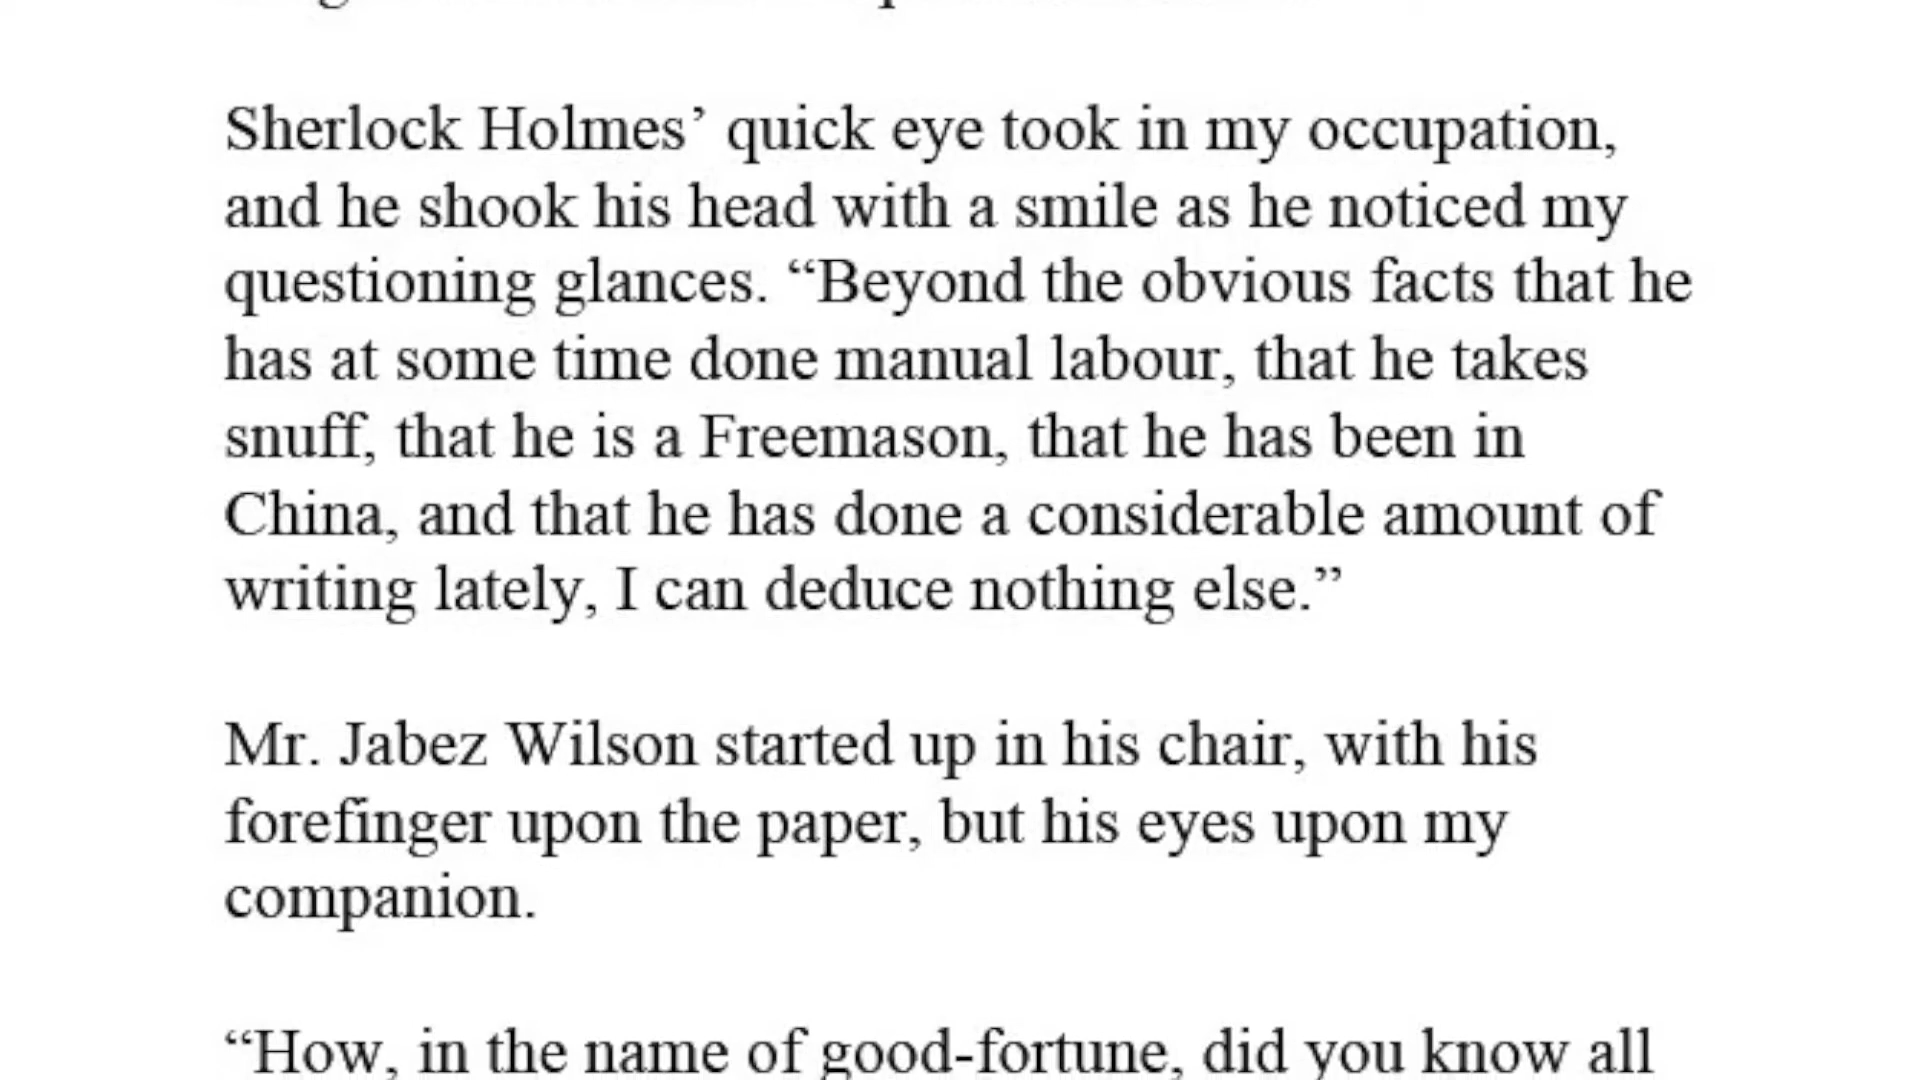 Sherlock Holmes’ quick eye took in my occupation,
and he shook his head with a smile as he noticed my
questioning glances. “Beyond the obvious facts that he
has at some time done manual labour, that he takes
snuff, that he is a Freemason, that he has been in
China, and that he has done a considerable amount of
writing lately, I can deduce nothing else.”
Mr. Jabez Wilson started up in his chair, with his
forefinger upon the paper, but his eyes upon my
companion.
“How, in the name of good-fortune, did you know all